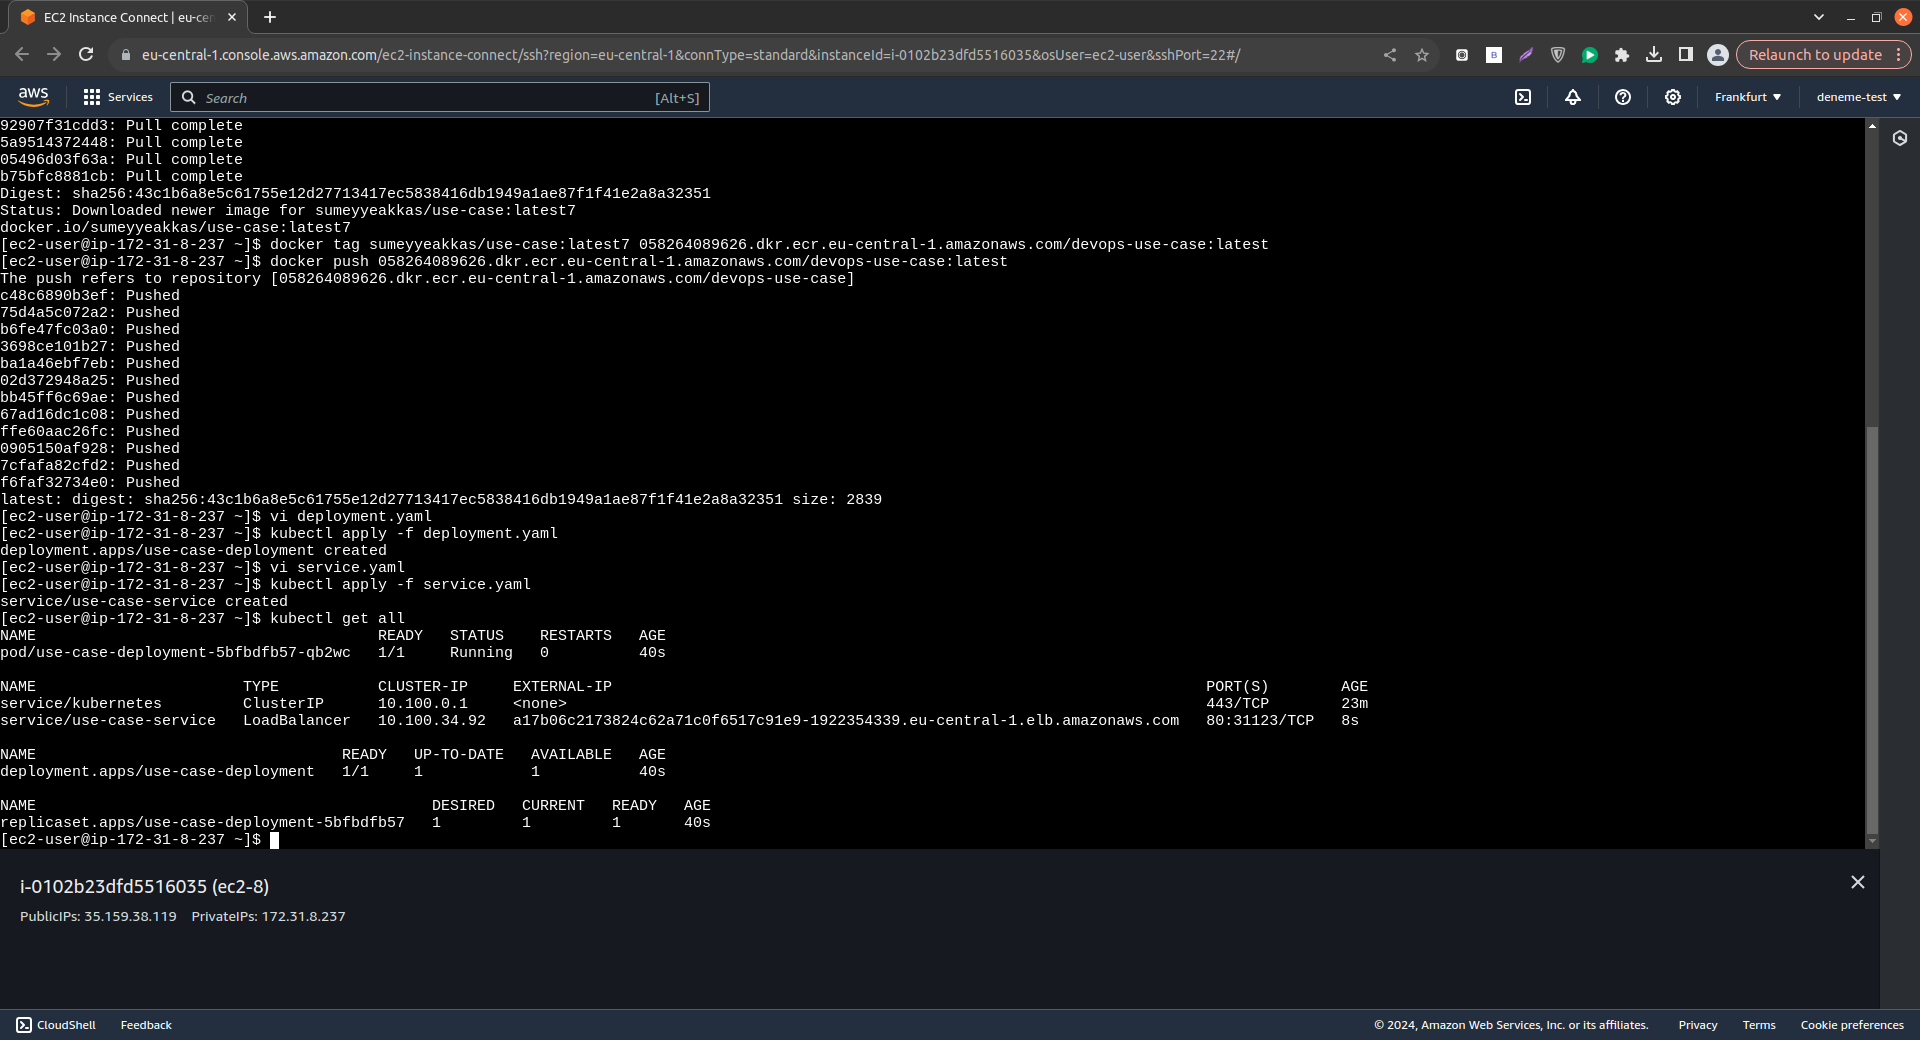 EC2 Instance Connect | eu-cen
eu-central-1.console.aws.amazon.com/ec2-instance-connect/ssh?region=eu-central-1&connType=standard&instanceId=i-0102b23dfd5516035&osUser=ec2-user&sshPort=22#/
B
Relaunch to update
aws
Services
Search
[Alt+S]
Frankfurt
deneme-test
92907f31cdd3: Pull complete
5a9514372448: Pull complete
05496d03f63a: Pull complete
b75bfc8881cb: Pull complete
Digest: sha256:43c1b6a8e5c61755e12d27713417ec5838416db1949a1ae87f1f41e2a8a32351
Status: Downloaded newer image for sumeyyeakkas/use-case:latest7
docker.io/sumeyyeakkas/use-case:latest7
[ec2-user@ip-172-31-8-237 ~]$ docker tag sumeyyeakkas/use-case:latest7 058264089626.dkr.ecr.eu-central-1.amazonaws.com/devops-use-case:latest
[ec2-user@ip-172-31-8-237 ~]$ docker push 058264089626.dkr.ecr.eu-central-1.amazonaws.com/devops-use-case:latest
The push refers to repository [058264089626.dkr.ecr.eu-central-1.amazonaws.com/devops-use-case]
c48c6890b3ef: Pushed
75d4a5c072a2: Pushed
b6fe47fc03a0: Pushed
3698ce101b27: Pushed
ba1a46ebf7eb: Pushed
02d372948a25: Pushed
bb45ff6c69ae: Pushed
67ad16dc1c08: Pushed
ffe60aac26fc: Pushed
0905150af928: Pushed
7cfafa82cfd2: Pushed
f6faf32734e0: Pushed
latest: digest: sha256:43c1b6a8e5c61755e12d27713417ec5838416db1949a1ae87f1f41e2a8a32351 size: 2839
[ec2-user@ip-172-31-8-237 ~]$ vi deployment.yaml
[ec2-user@ip-172-31-8-237 ~]$ kubectl apply -f deployment.yaml
deployment.apps/use-case-deployment created
[ec2-user@ip-172-31-8-237 ~]$ vi service.yaml
[ec2-user@ip-172-31-8-237 ~]$ kubectl apply -f service.yaml
service/use-case-service created
[ec2-user@ip-172-31-8-237 ~]$ kubectl get all
NAME READY STATUS RESTARTS AGE
pod/use-case-deployment-5bfbdfb57-qb2wc 1/1 Running 0 40s
NAME TYPE CLUSTER-IP EXTERNAL-IP PORT(S) AGE
service/kubernetes ClusterIP 10.100.0.1 <none> 443/TCP 23m
service/use-case-service LoadBalancer 10.100.34.92 a17b06c2173824c62a71c0f6517c91e9-1922354339.eu-central-1.elb.amazonaws.com 80:31123/TCP 8s
NAME READY UP-TO-DATE AVAILABLE AGE
deployment.apps/use-case-deployment 1/1 1 1 40s
NAME DESIRED CURRENT READY AGE
replicaset.apps/use-case-deployment-5bfbdfb57 1 1 1 40s
[ec2-user@ip-172-31-8-237 ~]$
i-0102b23dfd5516035 (ec2-8)
PublicIPs: 35.159.38.119 PrivateIPs: 172.31.8.237
CloudShell Feedback © 2024, Amazon Web Services, Inc. or its affiliates. Privacy Terms Cookie preferences